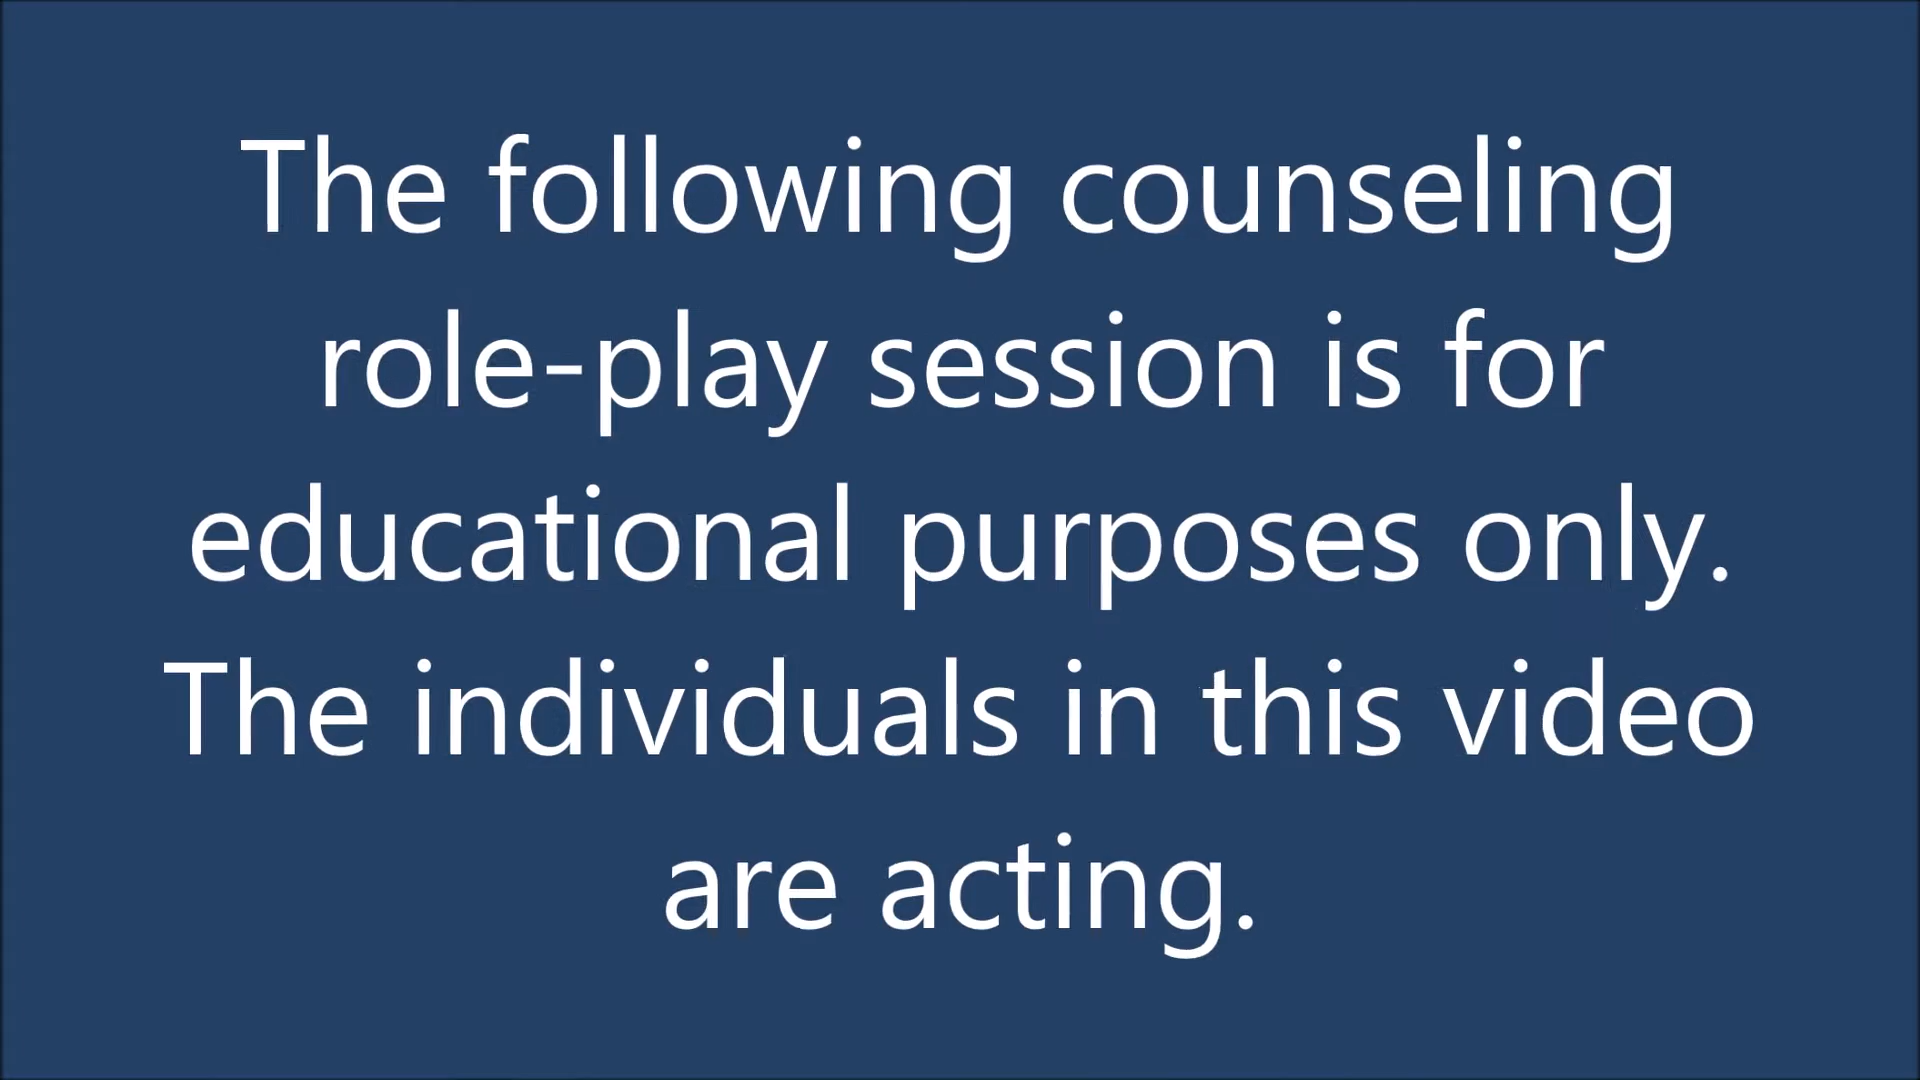 The following counseling
role-play session is for
educational purposes only.
The individuals in this video
are acting.